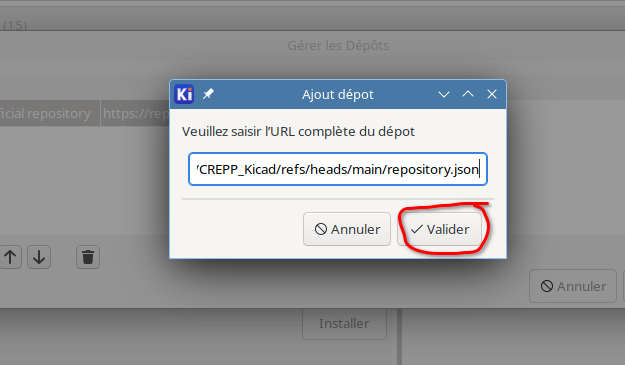 (15)
Gérer les Dépôts
Ki
Ajout dépot
ficial repository
https://rep
Veuillez saisir l’URL complète du dépot
CREPP_Kicad/refs/heads/main/repository.json
Annuler
Valider
Annuler
Installer